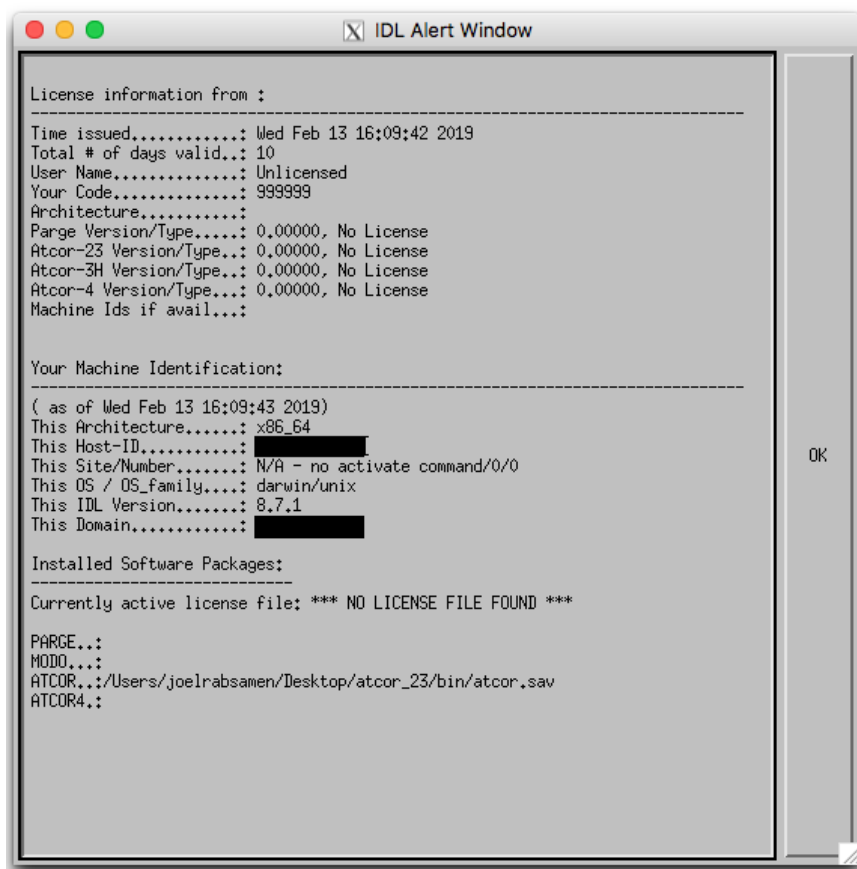 IDL Alert Window
License information from :
-------------------------------------------------------------------------------
Time issued............: Wed Feb 13 16:09:42 2019
Total # of days valid..: 10
User Name..............: Unlicensed
Your Code..............: 999999
Architecture...........:
Parge Version/Type.....: 0.00000, No License
Atcor-23 Version/Type..: 0.00000, No License
Atcor-3H Version/Type..: 0.00000, No License
Atcor-4 Version/Type...: 0.00000, No License
Machine Ids if avail...:
Your Machine Identification:
-------------------------------------------------------------------------------
( as of Wed Feb 13 16:09:43 2019)
This Architecture......: x86_64
This Host-ID...........:
This Site/Number.......: N/A - no activate command/0/0
This OS / OS_family....: darwin/unix
This IDL Version.......: 8.7.1
This Domain............:
Installed Software Packages:
-----------------------------
Currently active license file: *** NO LICENSE FILE FOUND ***
PARGE..:
MODO...:
ATCOR..:/Users/joelrabsamen/Desktop/atcor_23/bin/atcor.sav
ATCOR4.:
OK